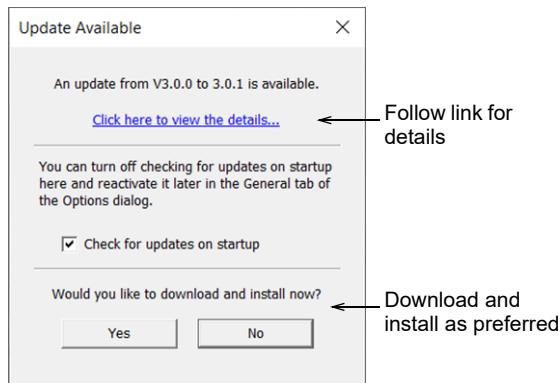 Update Available
An update from V3.0.0 to 3.0.1 is available.
Click here to view the details...
Follow link for
details
You can turn off checking for updates on startup
here and reactivate it later in the General tab of
the Options dialog.
Check for updates on startup
Would you like to download and install now?
Download and
install as preferred
Yes
No